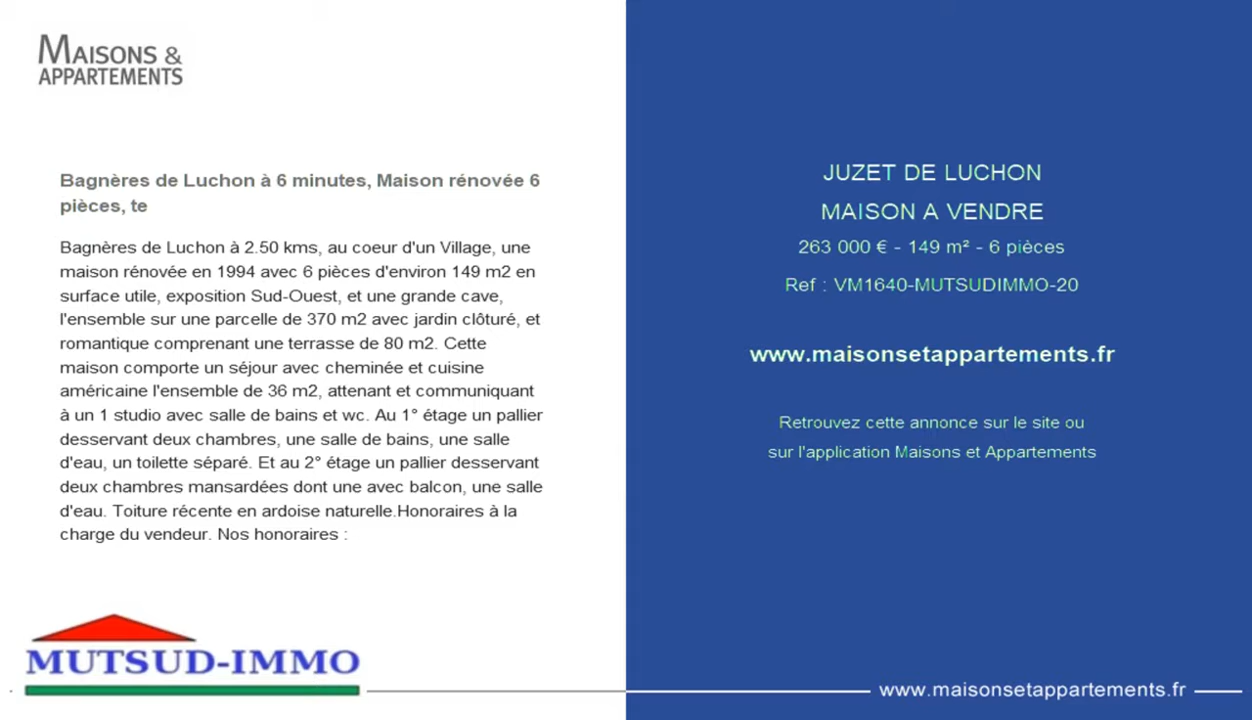 MAISONS &
APPARTEMENTS
Bagnères de Luchon à 6 minutes, Maison rénovée 6
pièces, te
Bagnères de Luchon à 2.50 kms, au coeur d'un Village, une
maison rénovée en 1994 avec 6 pièces d'environ 149 m2 en
surface utile, exposition Sud-Ouest, et une grande cave,
l'ensemble sur une parcelle de 370 m2 avec jardin clôturé, et
romantique comprenant une terrasse de 80 m2. Cette
maison comporte un séjour avec cheminée et cuisine
américaine l'ensemble de 36 m2, attenant et communiquant
à un 1 studio avec salle de bains et wc. Au 1° étage un pallier
desservant deux chambres, une salle de bains, une salle
d'eau, un toilette séparé. Et au 2° étage un pallier desservant
deux chambres mansardées dont une avec balcon, une salle
d'eau. Toiture récente en ardoise naturelle.Honoraires à la
charge du vendeur. Nos honoraires :
MUTSUD-IMMO
JUZET DE LUCHON
MAISON A VENDRE
263 000 € - 149 m² - 6 pièces
Ref : VM1640-MUTSUDIMMO-20
www.maisonsetappartements.fr
Retrouvez cette annonce sur le site ou
sur l'application Maisons et Appartements
www.maisonsetappartements.fr